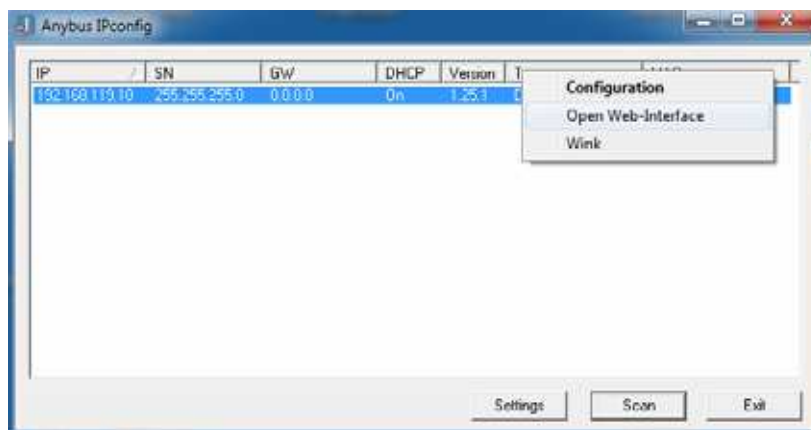 Anybus IPconfig
IP SN GW DHCP Version
192.168.119.10 255.255.255.0 0.0.0.0 On 1.25.1
Configuration
Open Web-Interface
Wink
Settings Scan Exit